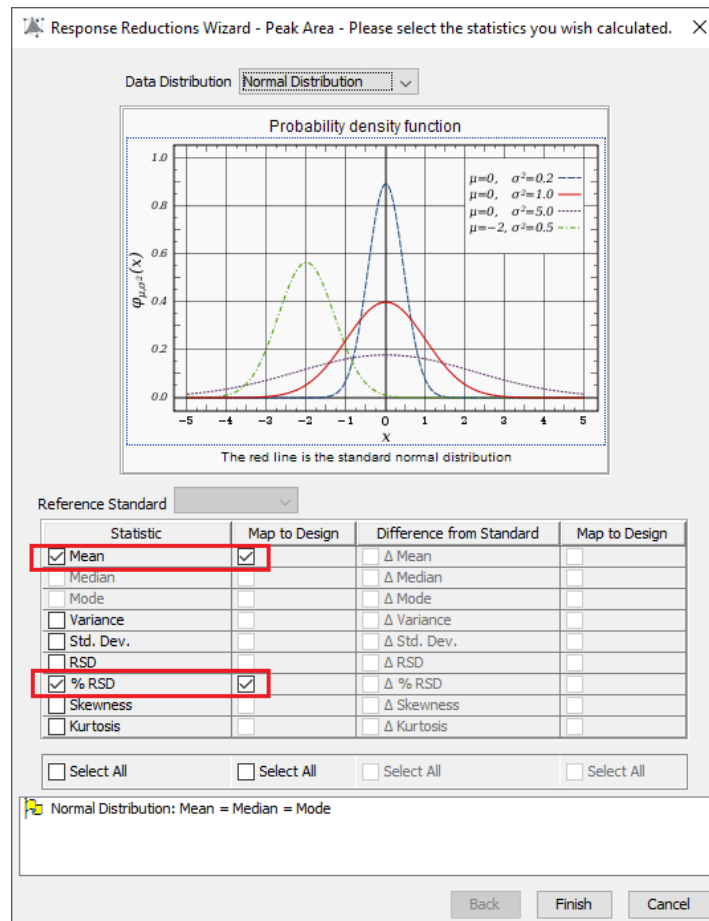 Response Reductions Wizard - Peak Area - Please select the statistics you wish calculated.
Data Distribution Normal Distribution
Probability density function
μ=0, σ²=0.2
μ=0, σ²=1.0
μ=0, σ²=5.0
μ=−2, σ²=0.5
φμ,σ²(x)
1.0
0.8
0.6
0.4
0.2
0.0
−5 −4 −3 −2 −1 0 1 2 3 4 5
x
The red line is the standard normal distribution
Reference Standard
Statistic Map to Design Difference from Standard Map to Design
Mean Δ Mean
Median Δ Median
Mode Δ Mode
Variance Δ Variance
Std. Dev. Δ Std. Dev.
RSD Δ RSD
% RSD Δ % RSD
Skewness Δ Skewness
Kurtosis Δ Kurtosis
Select All Select All Select All Select All
Normal Distribution: Mean = Median = Mode
Back Finish Cancel